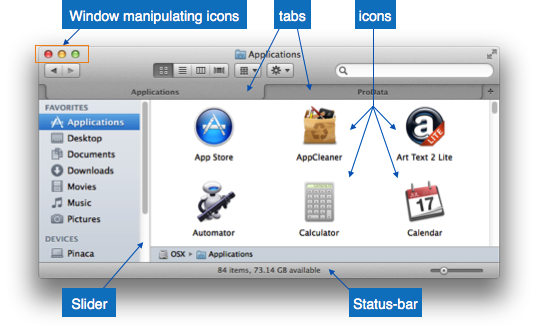 Window manipulating icons
tabs
icons
Applications
Applications
ProData
FAVORITES
Applications
Desktop
Documents
Downloads
Movies
Music
Pictures
DEVICES
Pinaca
App Store
AppCleaner
Art Text 2 Lite
LITE
a
Automator
Calculator
JUL
17
Calendar
OSX ▸ Applications
84 items, 73.14 GB available
Slider
Status-bar